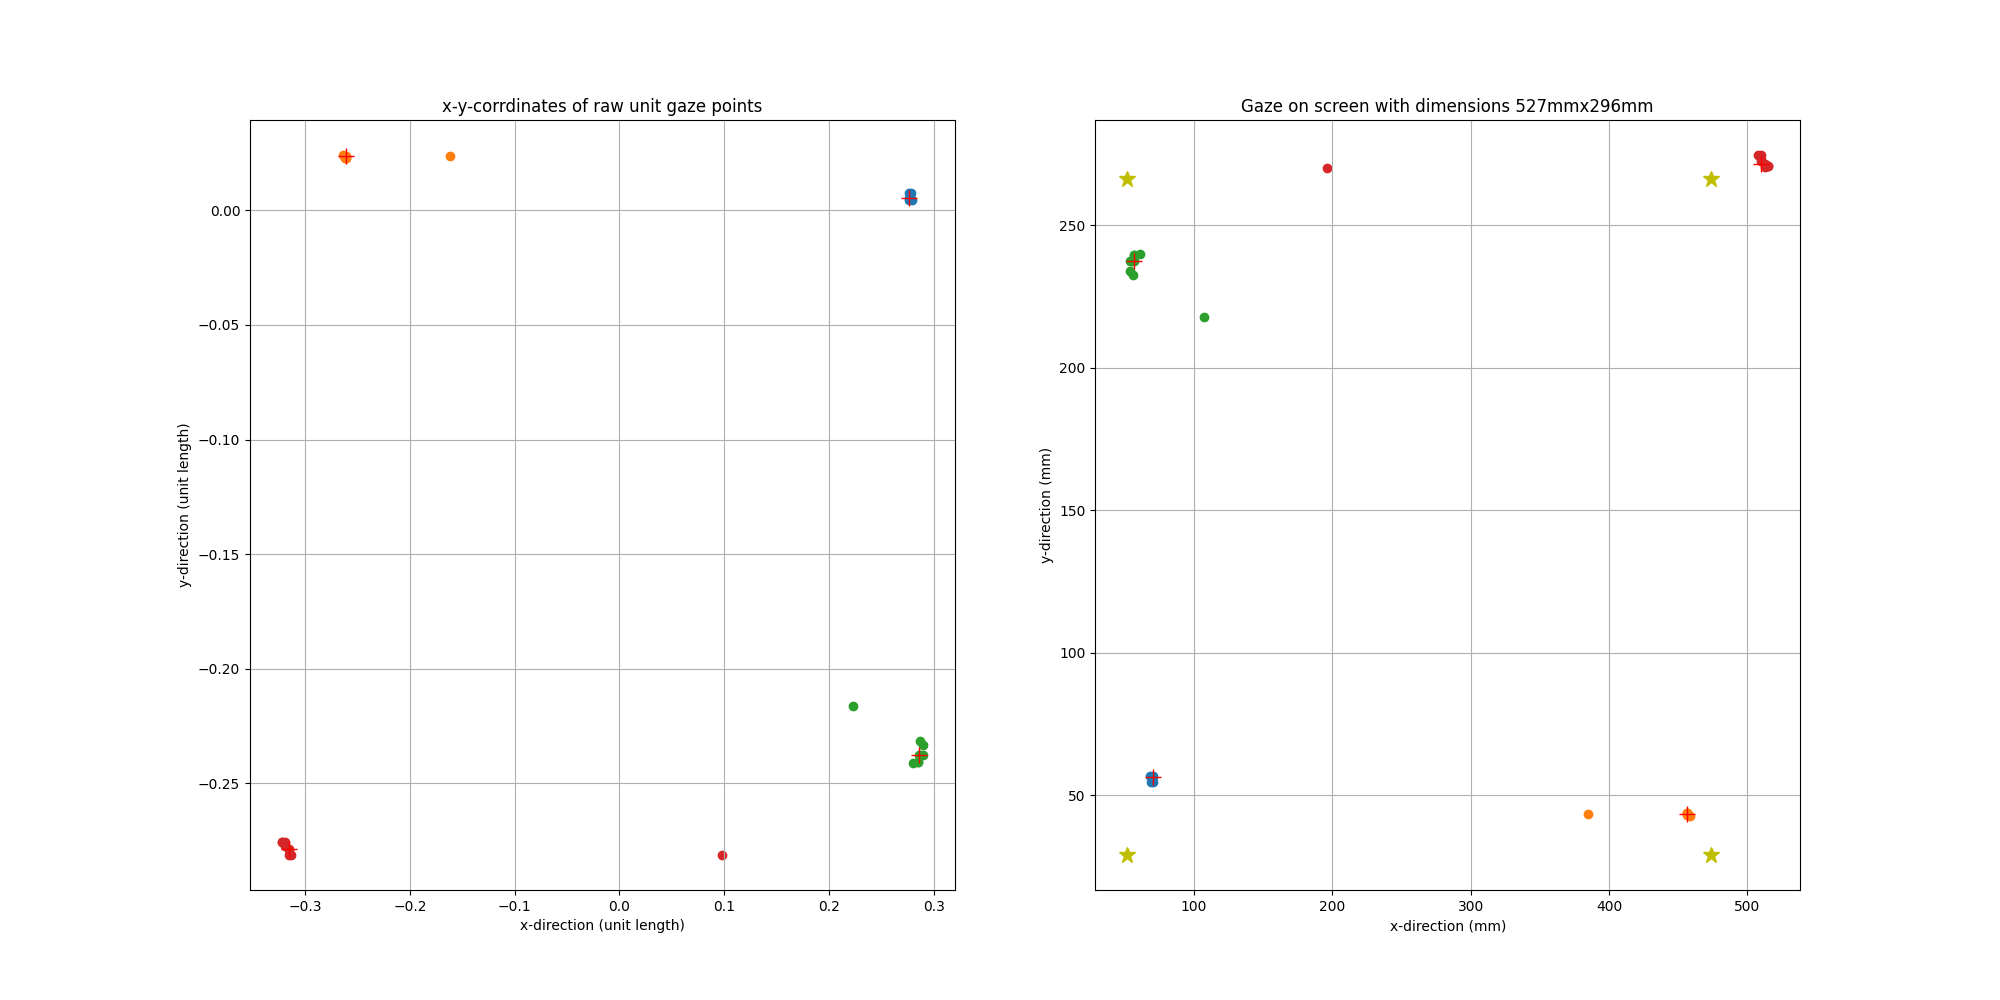 x-y-corrdinates of raw unit gaze points
0.00
−0.05
−0.10
−0.15
−0.20
−0.25
y-direction (unit length)
−0.3 −0.2 −0.1 0.0 0.1 0.2 0.3
x-direction (unit length)
Gaze on screen with dimensions 527mmx296mm
250
200
150
100
50
y-direction (mm)
100 200 300 400 500
x-direction (mm)